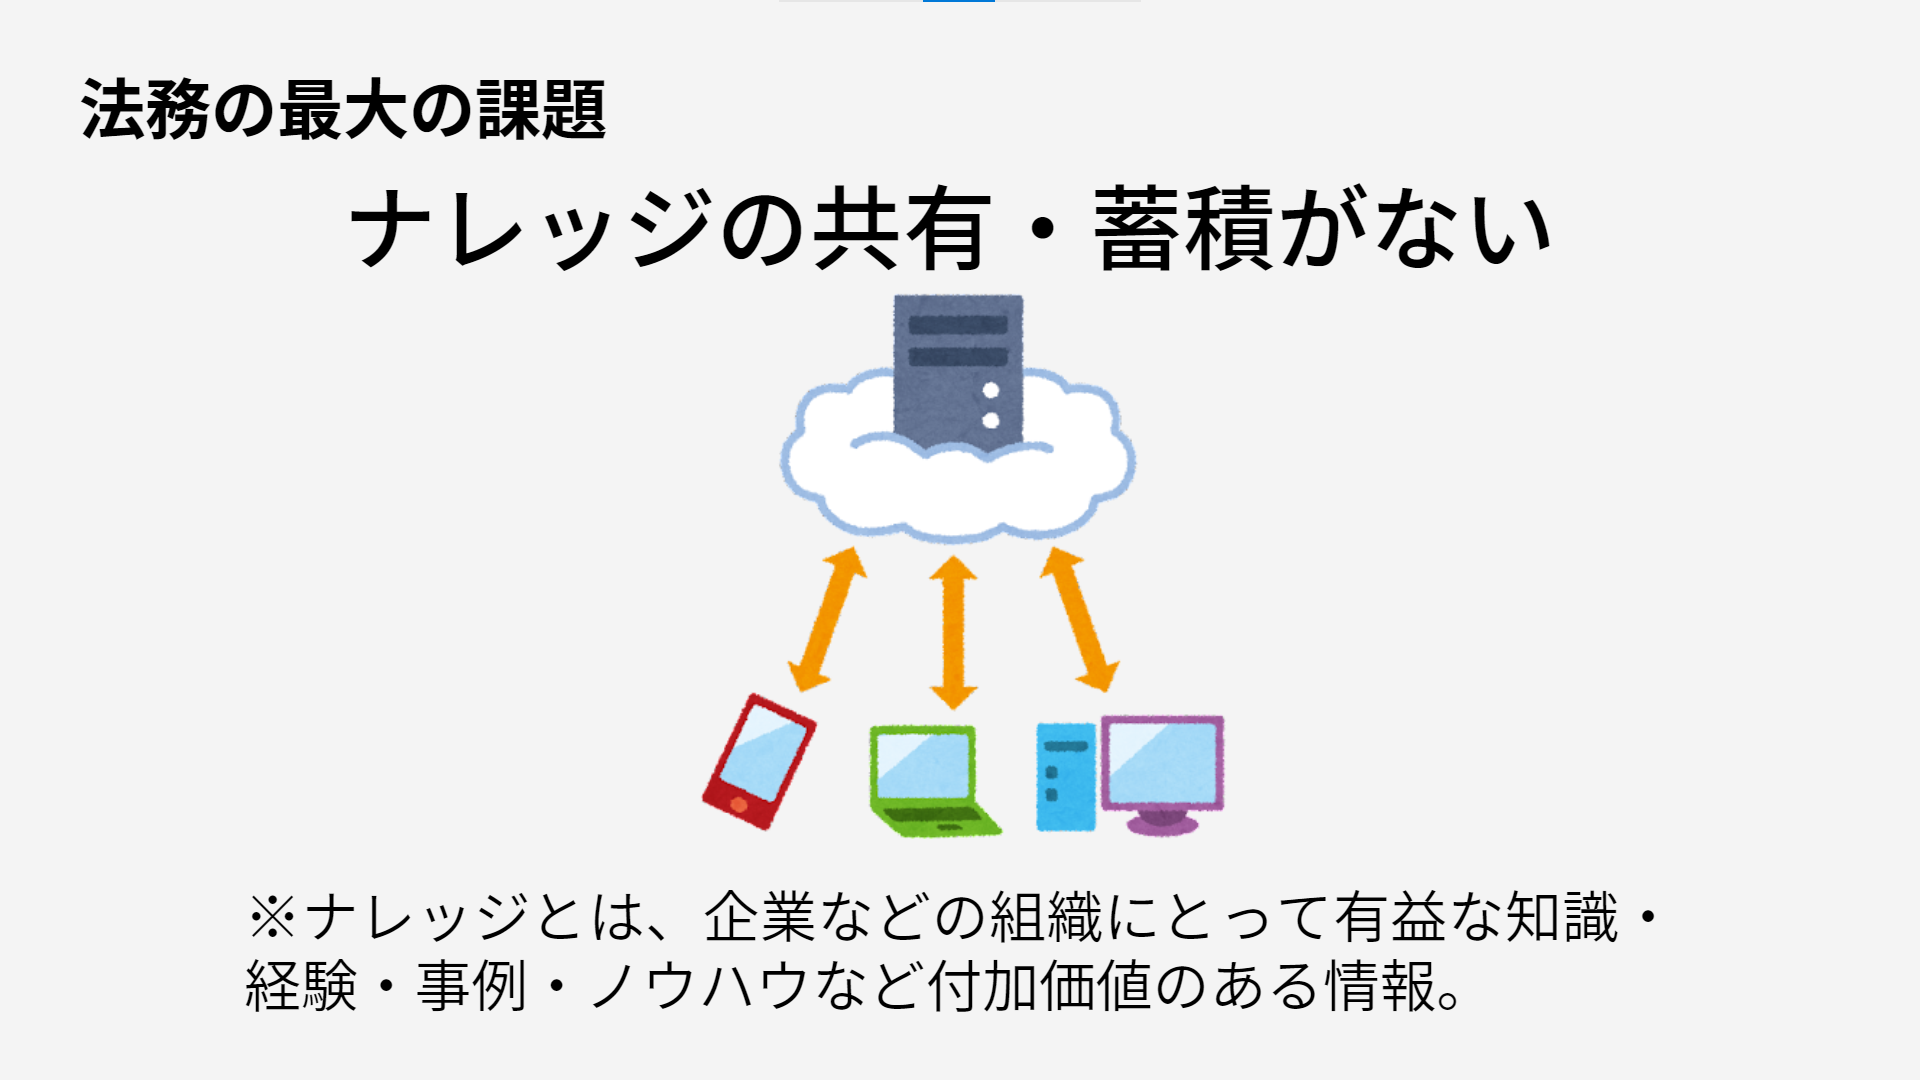 法務の最大の課題
ナレッジの共有・蓄積がない
※ナレッジとは、企業などの組織にとって有益な知識・
経験・事例・ノウハウなど付加価値のある情報。